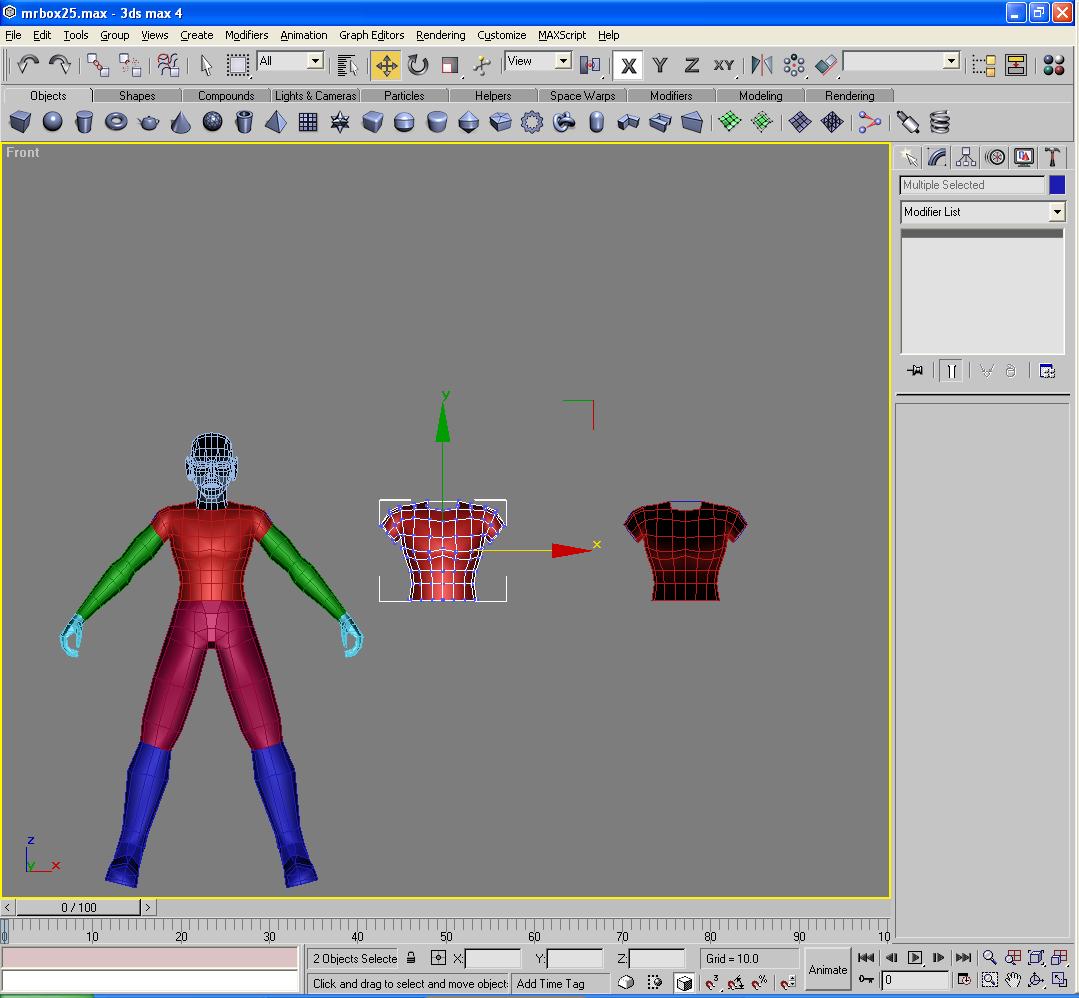 mrbox25.max - 3ds max 4
File Edit Tools Group Views Create Modifiers Animation Graph Editors Rendering Customize MAXScript Help
All View X Y Z XY
Objects Shapes Compounds Lights & Cameras Particles Helpers Space Warps Modifiers Modeling Rendering
Front
Multiple Selected
Modifier List
y
x
z
y x
< 0 / 100 >
0 10 20 30 40 50 60 70 80 90 10
2 Objects Selecte X: Y: Z: Grid = 10.0
Animate
Click and drag to select and move object: Add Time Tag
0